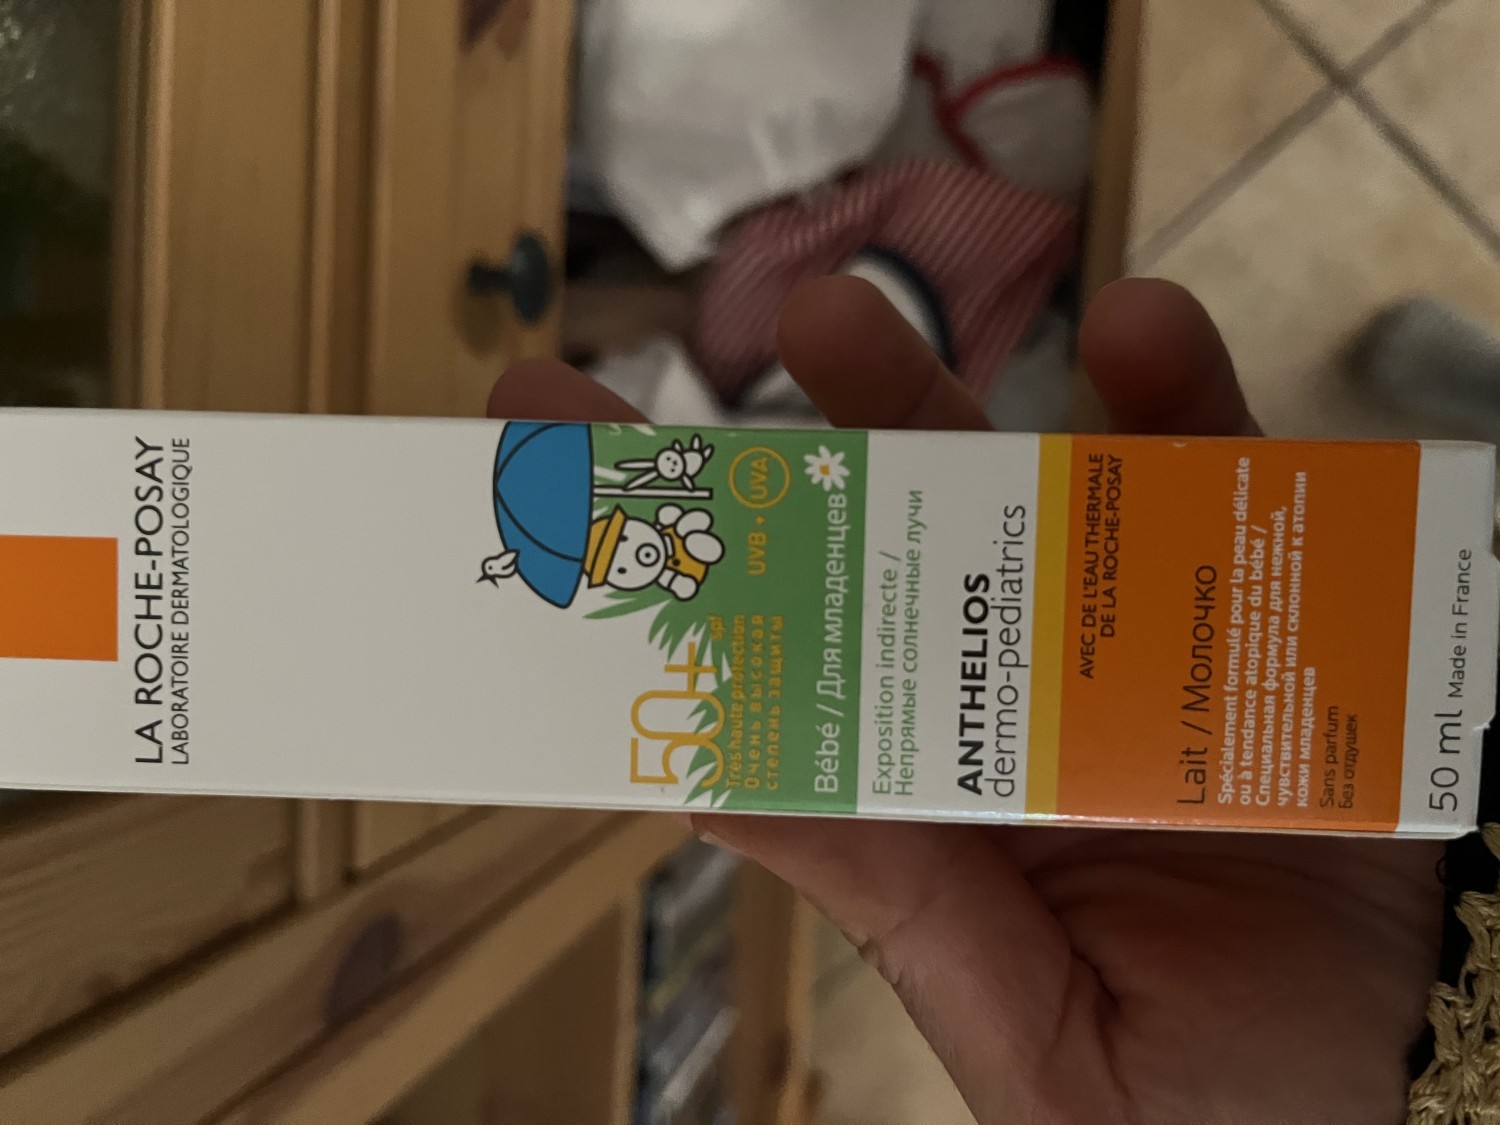 LA ROCHE-POSAY
LABORATOIRE DERMATOLOGIQUE
50+
spf
Très haute protection
Очень высокая
степень защиты
UVB + UVA
Bébé / Для младенцев
Exposition indirecte /
Непрямые солнечные лучи
ANTHELIOS
dermo-pediatrics
AVEC DE L'EAU THERMALE
DE LA ROCHE-POSAY
Lait / Молочко
Spécialement formulé pour la peau délicate
ou à tendance atopique du bébé /
Специальная формула для нежной,
чувствительной или склонной к атопии
кожи младенцев
Sans parfum
Без отдушек
50 ml Made in France